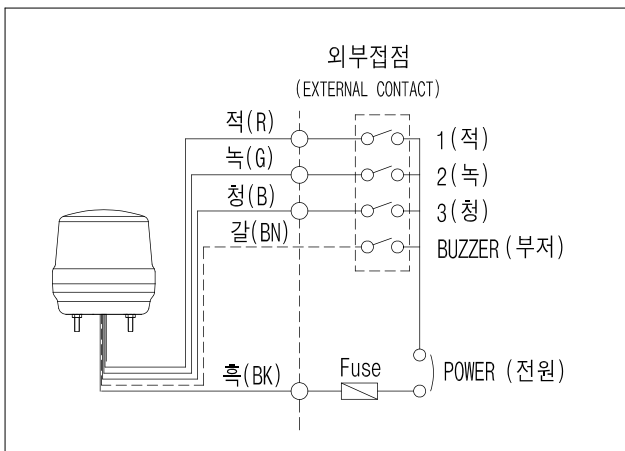 외부접점
(EXTERNAL CONTACT)
적(R)
1(적)
녹(G)
2(녹)
청(B)
3(청)
갈(BN)
BUZZER (부저)
흑(BK)
Fuse
POWER (전원)